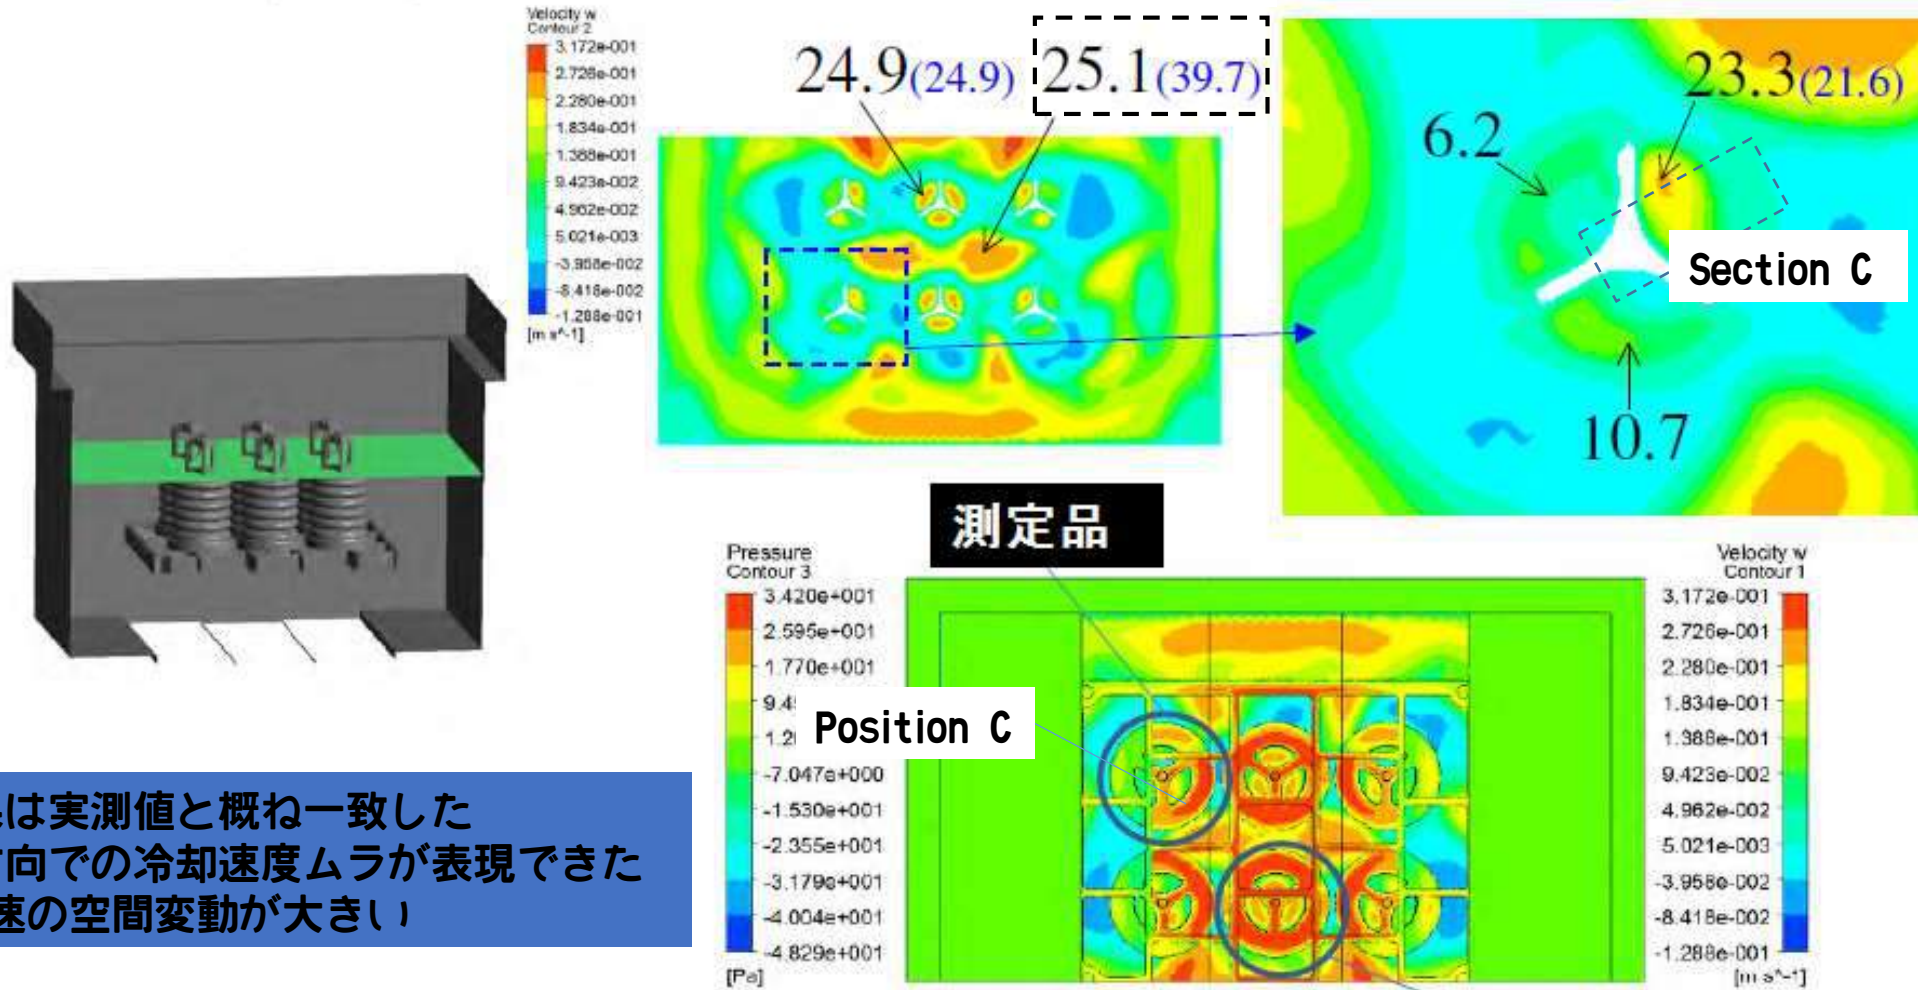 Velocity w
Contour 2
3.172e-001
2.726e-001
2.280e-001
1.834e-001
1.388e-001
9.423e-002
4.962e-002
5.021e-003
-3.958e-002
-8.418e-002
-1.288e-001
[m s^-1]
24.9(24.9)
25.1(39.7)
23.3(21.6)
6.2
Section C
10.7
測定品
Pressure
Contour 3
3.420e+001
2.595e+001
1.770e+001
9.4
1.2
-7.047e+000
-1.530e+001
-2.355e+001
-3.179e+001
-4.004e+001
-4.829e+001
[Pa]
Position C
Velocity w
Contour 1
3.172e-001
2.726e-001
2.280e-001
1.834e-001
1.388e-001
9.423e-002
4.962e-002
5.021e-003
-3.958e-002
-8.418e-002
-1.288e-001
[m s^-1]
は実測値と概ね一致した
向での冷却速度ムラが表現できた
速の空間変動が大きい